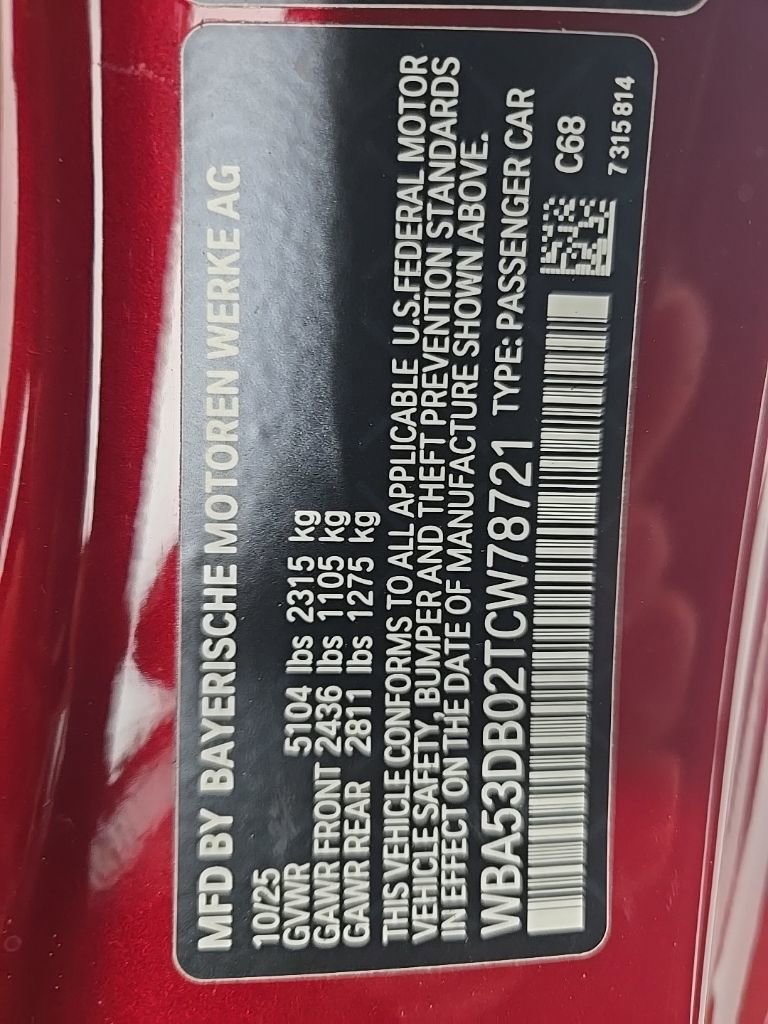 MFD BY BAYERISCHE MOTOREN WERKE AG
10/25
GVWR 5104 lbs 2315 kg
GAWR FRONT 2436 lbs 1105 kg
GAWR REAR 2811 lbs 1275 kg
THIS VEHICLE CONFORMS TO ALL APPLICABLE U.S.FEDERAL MOTOR
VEHICLE SAFETY, BUMPER AND THEFT PREVENTION STANDARDS
IN EFFECT ON THE DATE OF MANUFACTURE SHOWN ABOVE.
WBA53DB02TCW78721 TYPE: PASSENGER CAR
C68
7315814